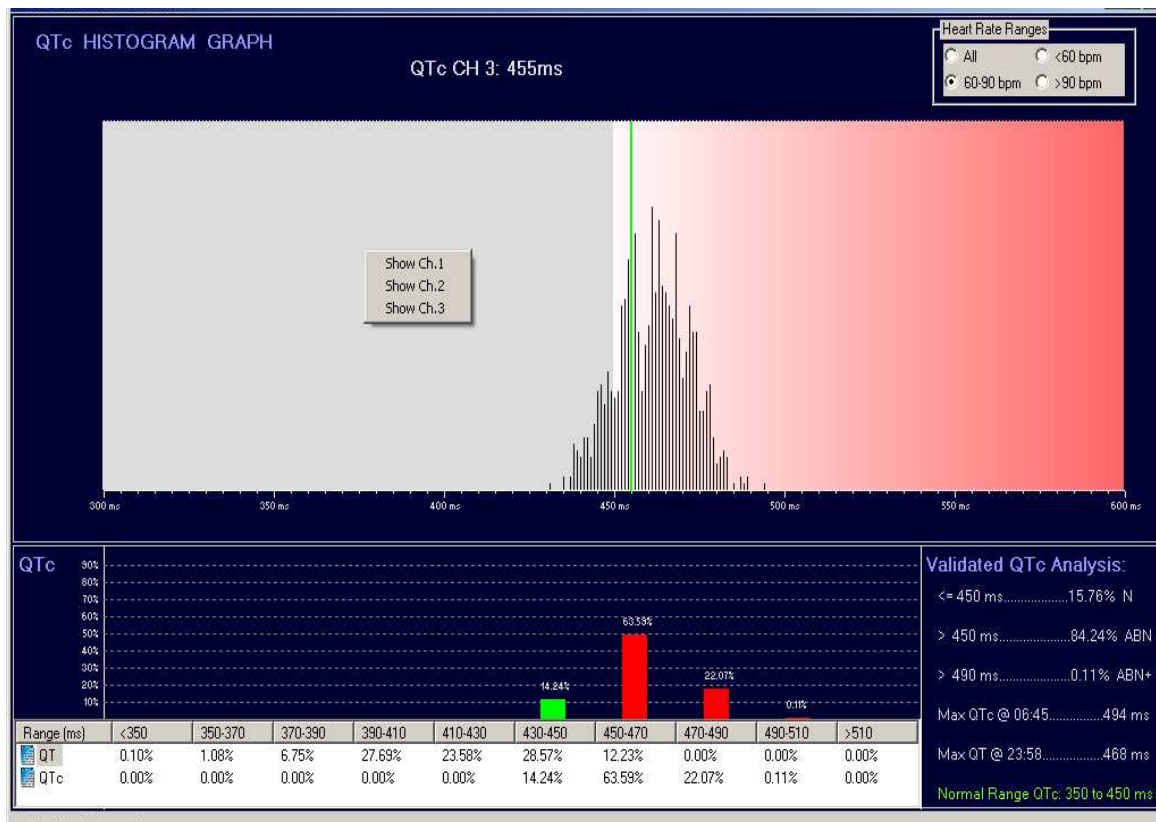 QTc HISTOGRAM GRAPH
QTc CH 3: 455ms
Heart Rate Ranges
All <60 bpm
60-90 bpm >90 bpm
Show Ch.1
Show Ch.2
Show Ch.3
300 ms 350 ms 400 ms 450 ms 500 ms 550 ms 600 ms
QTc
90%
80%
70%
60%
50%
40%
30%
20%
10%
14.24% 63.59% 22.07% 0.11%
Range (ms) <350 350-370 370-390 390-410 410-430 430-450 450-470 470-490 490-510 >510
QT 0.10% 1.08% 6.75% 27.69% 23.58% 28.57% 12.23% 0.00% 0.00% 0.00%
QTc 0.00% 0.00% 0.00% 0.00% 0.00% 14.24% 63.59% 22.07% 0.11% 0.00%
Validated QTc Analysis:
<= 450 ms..................15.76% N
> 450 ms....................84.24% ABN
> 490 ms....................0.11% ABN+
Max QTc @ 06:45...............494 ms
Max QT @ 23:58.................468 ms
Normal Range QTc: 350 to 450 ms